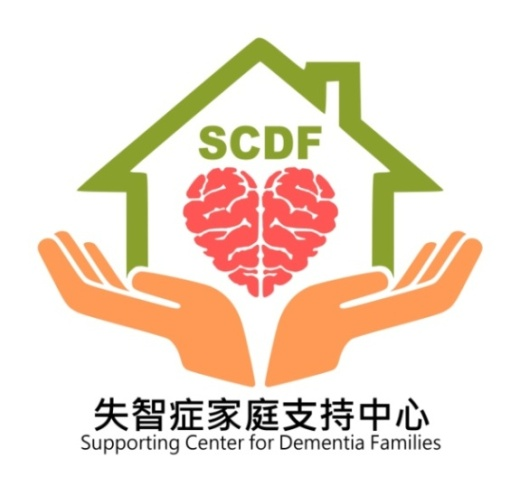 SCDF
失智症家庭支持中心
Supporting Center for Dementia Families